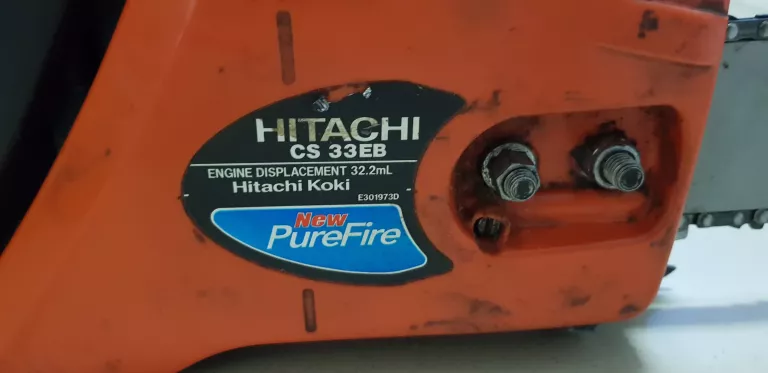 HITACHI
CS 33EB
ENGINE DISPLACEMENT 32.2mL
Hitachi Koki
E301973D
New
PureFire